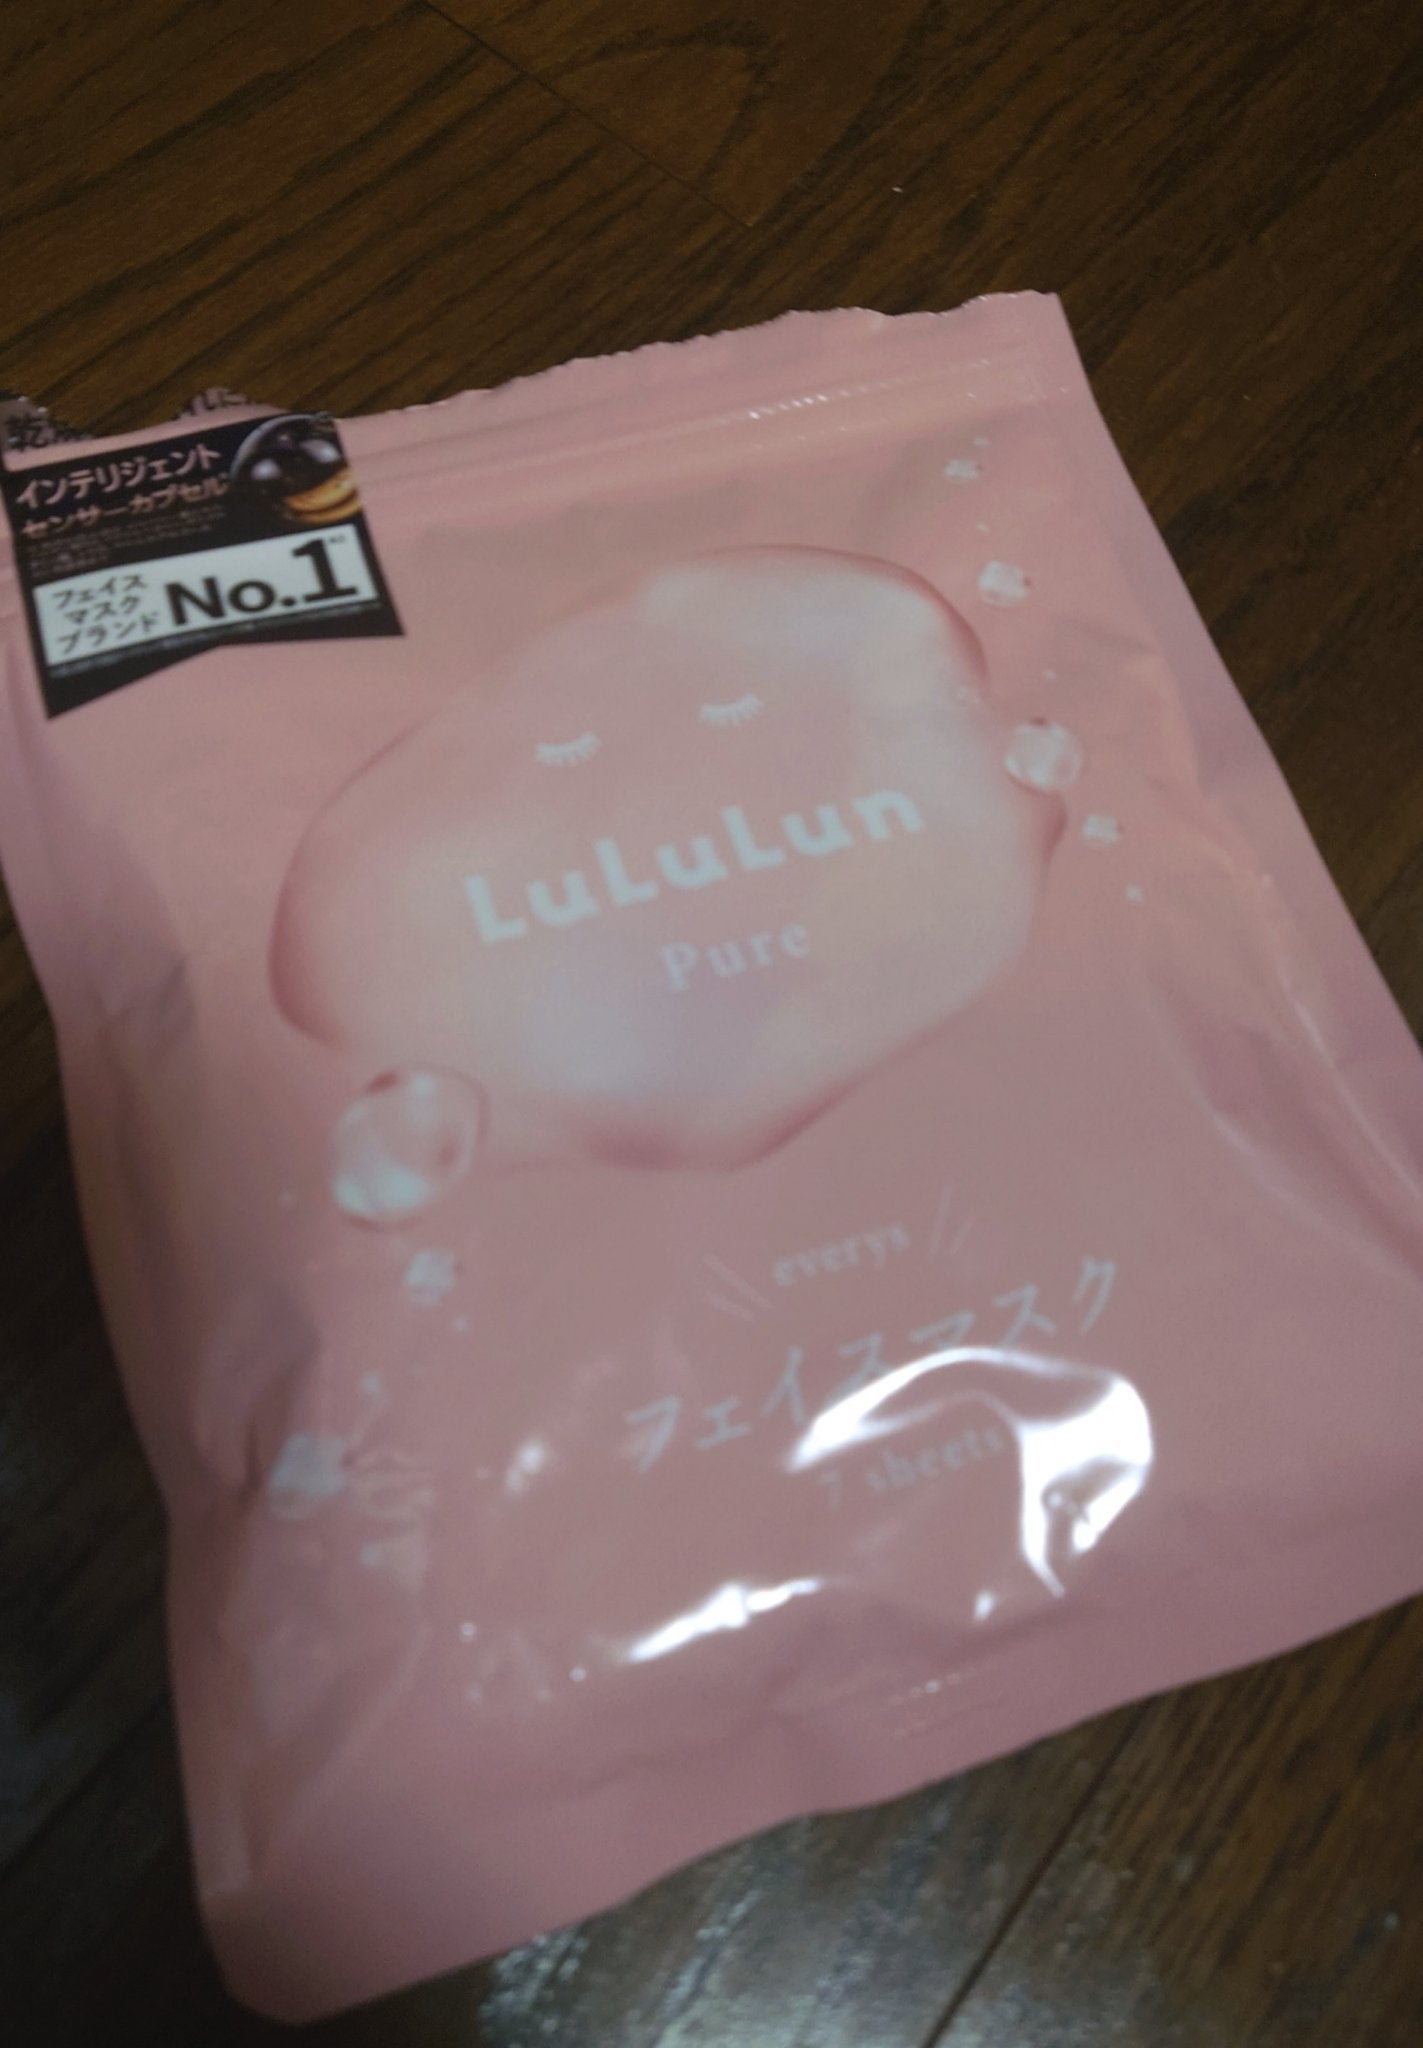 インテリジェント
センサーカプセル
フェイス
マスク
ブランド
No.1
LuLuLun
Pure
everys
フェイスマスク
7 sheets